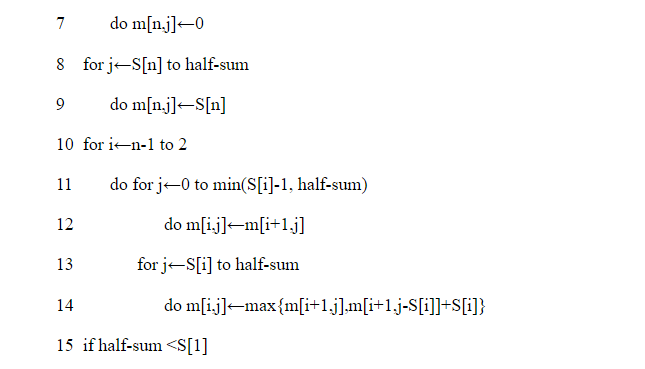 7 do m[n,j]←0
8 for j←S[n] to half-sum
9 do m[n,j]←S[n]
10 for i←n-1 to 2
11 do for j←0 to min(S[i]-1, half-sum)
12 do m[i,j]←m[i+1,j]
13 for j←S[i] to half-sum
14 do m[i,j]←max{m[i+1,j],m[i+1,j-S[i]]+S[i]}
15 if half-sum <S[1]